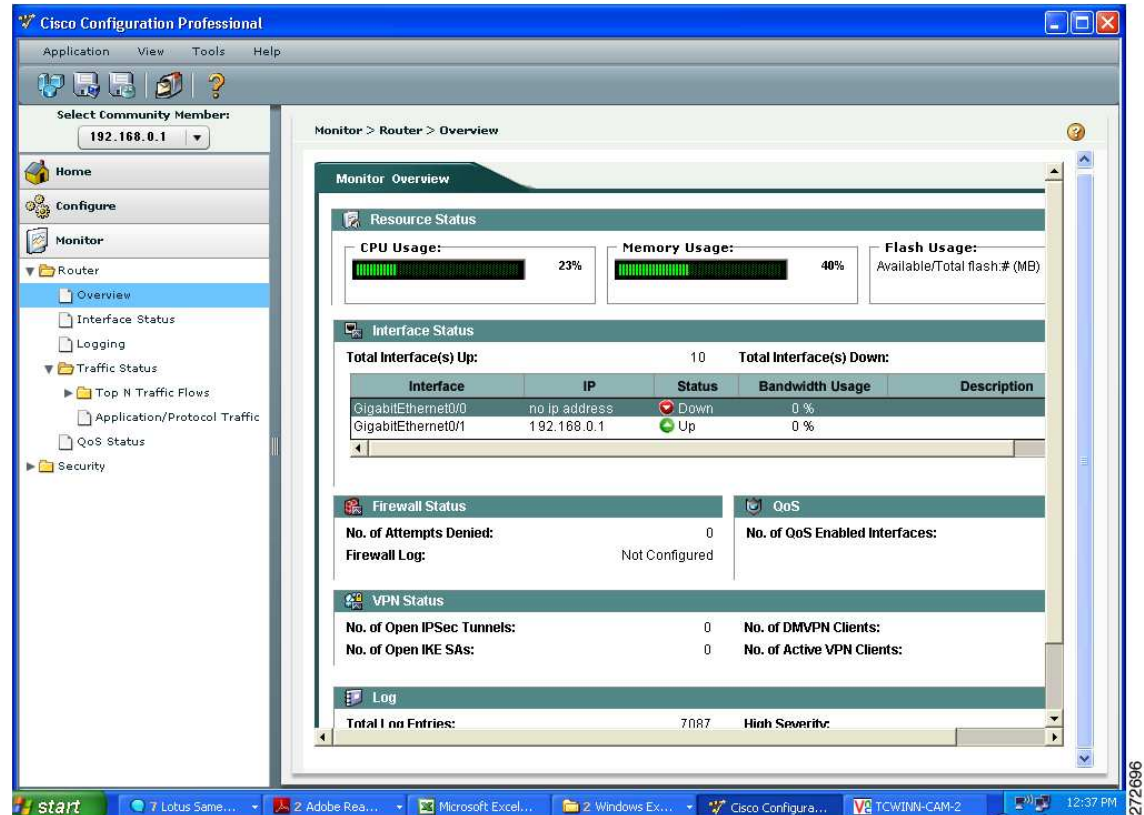 Cisco Configuration Professional
Application View Tools Help
Select Community Member:
192.168.0.1
Home
Configure
Monitor
Router
Overview
Interface Status
Logging
Traffic Status
Top N Traffic Flows
Application/Protocol Traffic
QoS Status
Security
Monitor > Router > Overview
Monitor Overview
Resource Status
CPU Usage: Memory Usage: Flash Usage:
23% 40% Available/Total flash:# (MB)
Interface Status
Total Interface(s) Up: 10 Total Interface(s) Down:
Interface IP Status Bandwidth Usage Description
GigabitEthernet0/0 no ip address Down 0 %
GigabitEthernet0/1 192.168.0.1 Up 0 %
Firewall Status QoS
No. of Attempts Denied: 0 No. of QoS Enabled Interfaces:
Firewall Log: Not Configured
VPN Status
No. of Open IPSec Tunnels: 0 No. of DMVPN Clients:
No. of Open IKE SAs: 0 No. of Active VPN Clients:
Log
Total Log Entries: 7087 High Severity:
start 7 Lotus Same... 2 Adobe Rea... Microsoft Excel... 2 Windows Ex... Cisco Configura... TCWINN-CAM-2 12:37 PM
272696